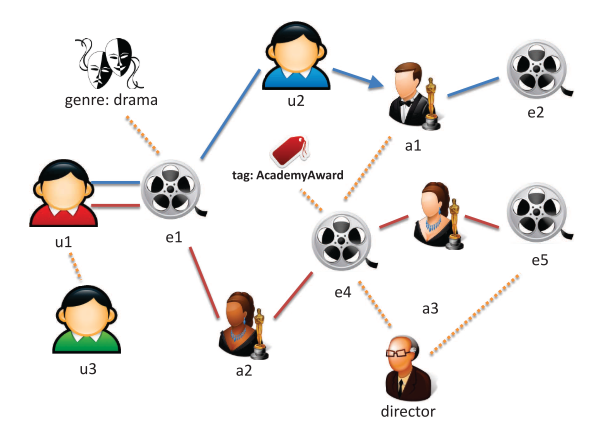 genre: drama
u2
e2
a1
tag: AcademyAward
u1
e1
e4
e5
a3
u3
a2
director